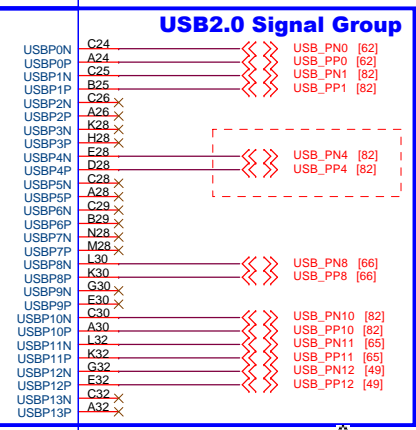 USB2.0 Signal Group
USBP0N C24 USB_PN0 [62]
USBP0P A24 USB_PP0 [62]
USBP1N C25 USB_PN1 [82]
USBP1P B25 USB_PP1 [82]
USBP2N C26
USBP2P A26
USBP3N K28
USBP3P H28
USBP4N E28 USB_PN4 [82]
USBP4P D28 USB_PP4 [82]
USBP5N C28
USBP5P A28
USBP6N C29
USBP6P B29
USBP7N N28
USBP7P M28
USBP8N L30 USB_PN8 [66]
USBP8P K30 USB_PP8 [66]
USBP9N G30
USBP9P E30
USBP10N C30 USB_PN10 [82]
USBP10P A30 USB_PP10 [82]
USBP11N L32 USB_PN11 [65]
USBP11P K32 USB_PP11 [65]
USBP12N G32 USB_PN12 [49]
USBP12P E32 USB_PP12 [49]
USBP13N C32
USBP13P A32